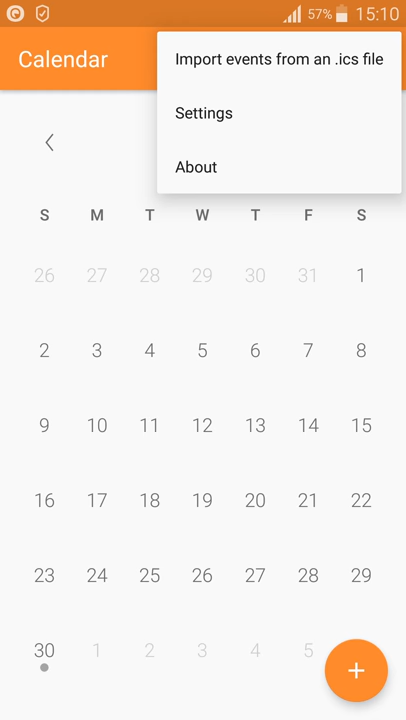 57% 15:10
Calendar
Import events from an .ics file
Settings
About
S M T W T F S
26 27 28 29 30 31 1
2 3 4 5 6 7 8
9 10 11 12 13 14 15
16 17 18 19 20 21 22
23 24 25 26 27 28 29
30 1 2 3 4 5
+